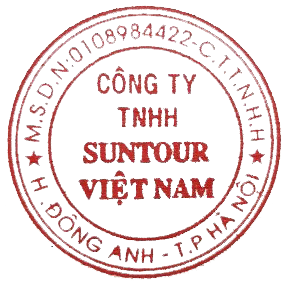 M.S.D.N:0108984422-C.T.T.N.H.H
CÔNG TY
TNHH
SUNTOUR
VIỆT NAM
H. ĐÔNG ANH - T.P HÀ NỘI